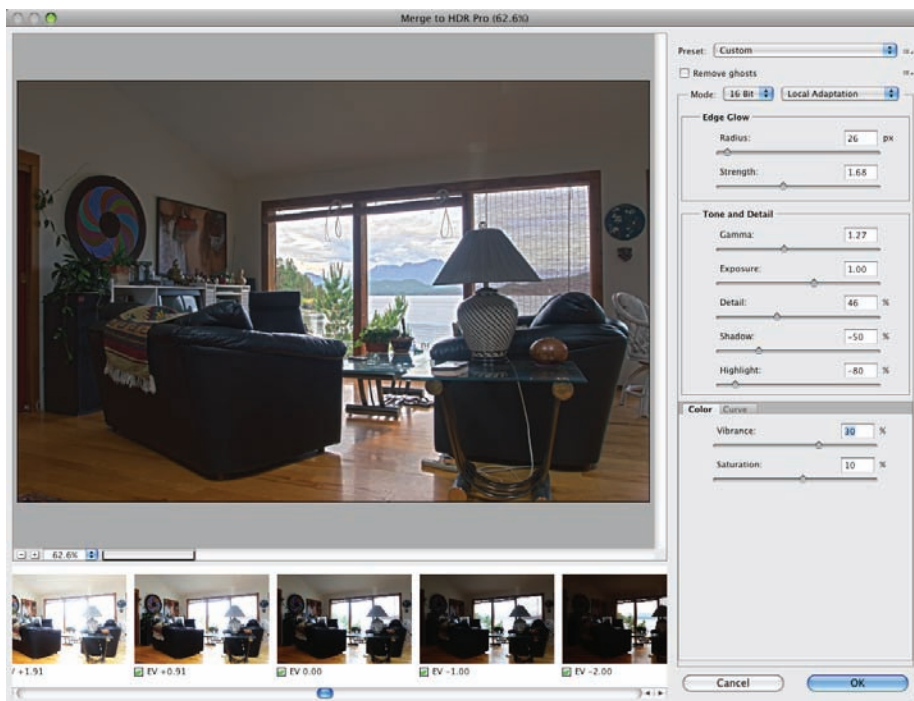 Merge to HDR Pro (62.6%)
Preset: Custom
Remove ghosts
Mode: 16 Bit Local Adaptation
Edge Glow
Radius: 26 px
Strength: 1.68
Tone and Detail
Gamma: 1.27
Exposure: 1.00
Detail: 46 %
Shadow: -50 %
Highlight: -80 %
Color Curve
Vibrance: 30 %
Saturation: 10 %
62.6%
+1.91
EV +0.91
EV 0.00
EV -1.00
EV -2.00
Cancel
OK